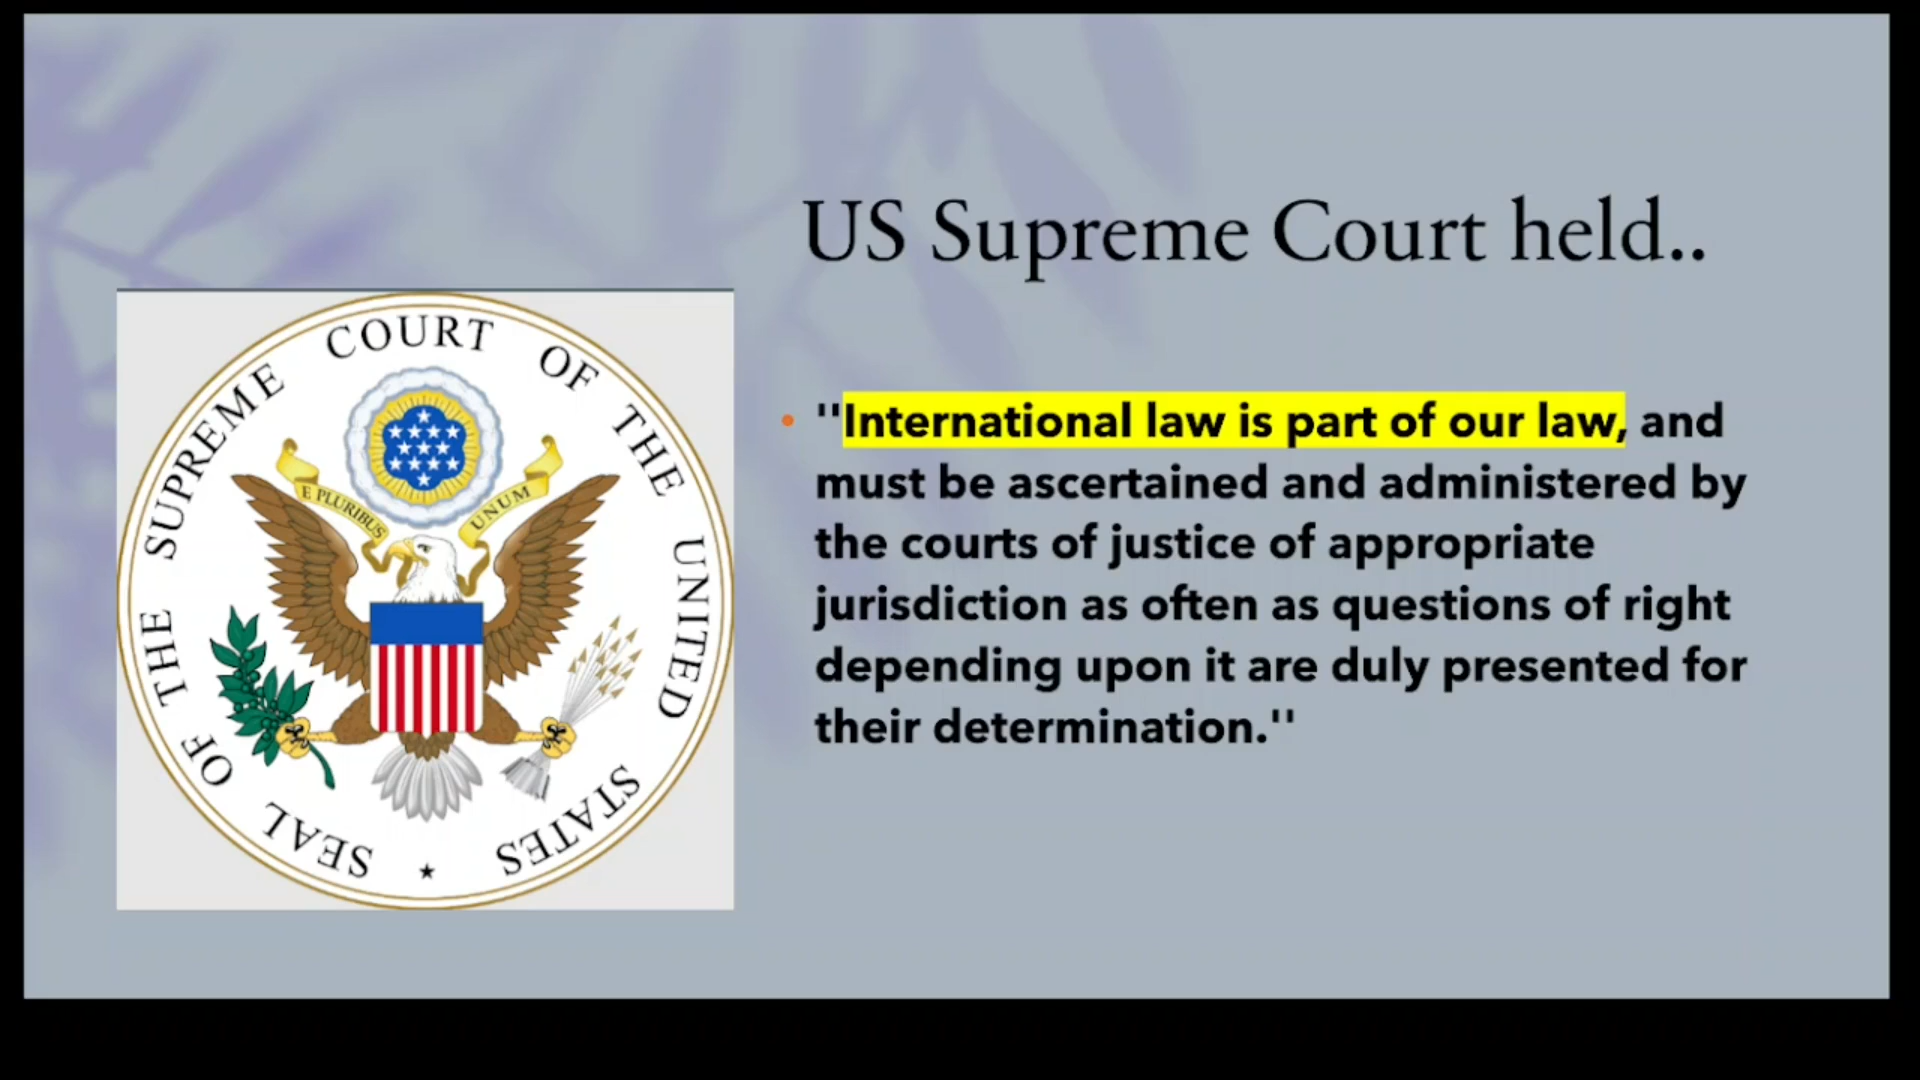 US Supreme Court held..
SEAL OF THE SUPREME COURT OF THE UNITED STATES
E PLURIBUS UNUM
• "International law is part of our law, and
must be ascertained and administered by
the courts of justice of appropriate
jurisdiction as often as questions of right
depending upon it are duly presented for
their determination."